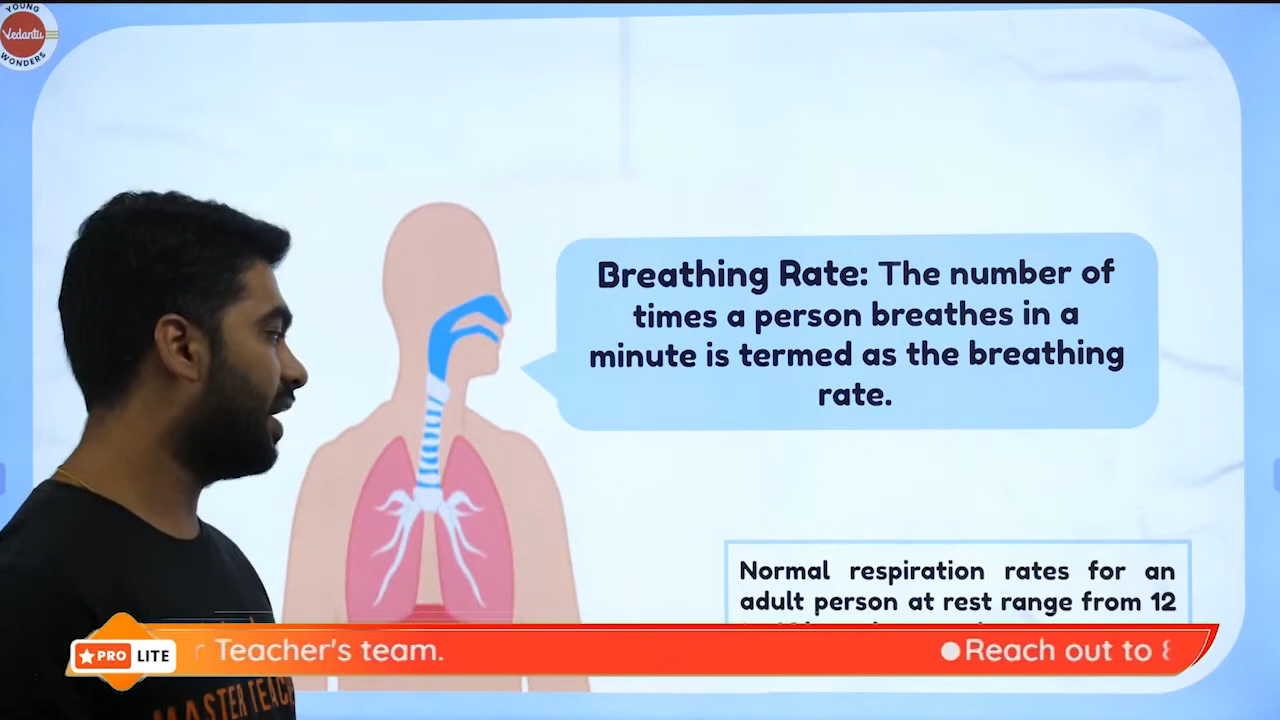 YOUNG
Vedantu
WONDERS
Breathing Rate: The number of
times a person breathes in a
minute is termed as the breathing
rate.
Normal respiration rates for an
adult person at rest range from 12
PRO LITE
Teacher's team.
Reach out to
MASTER TEACH